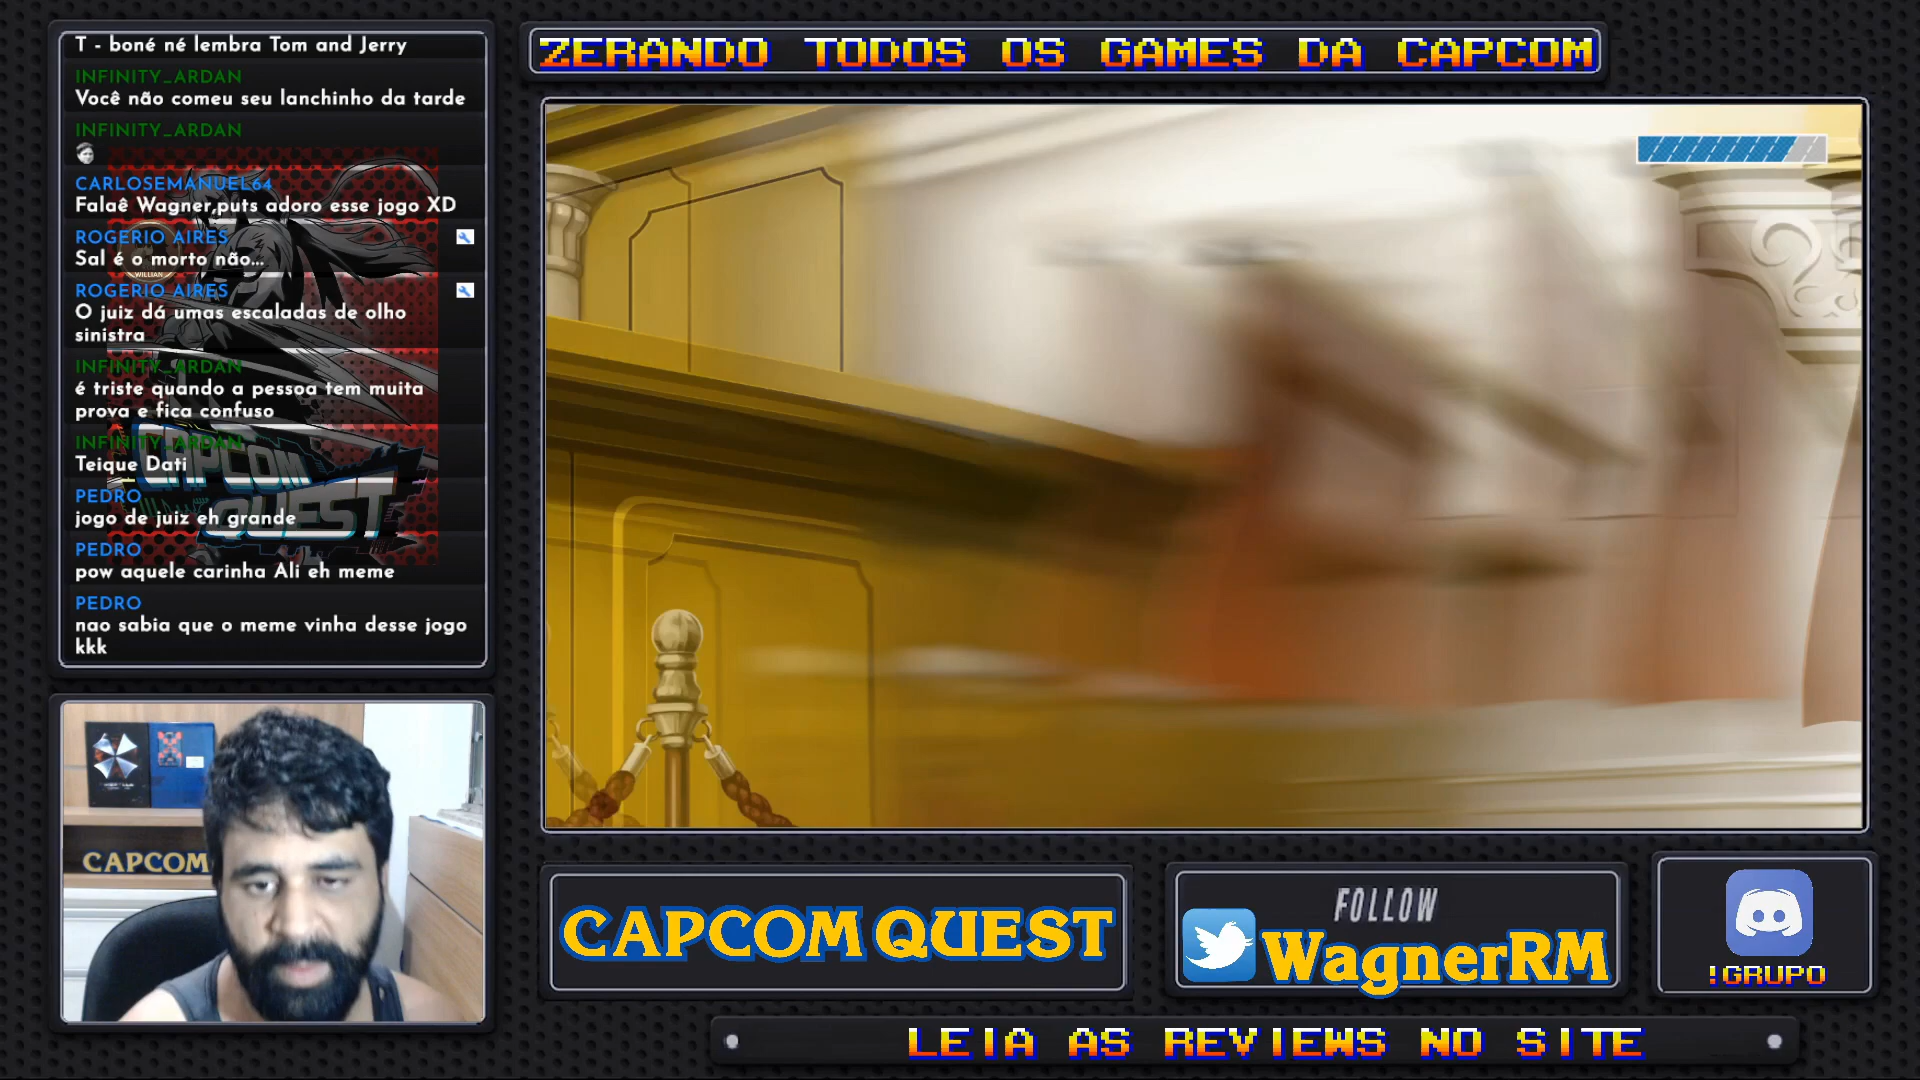 T - boné né lembra Tom and Jerry
INFINITY_ARDAN
Você não comeu seu lanchinho da tarde
INFINITY_ARDAN
CARLOSEMANUEL64
Falaê Wagner,puts adoro esse jogo XD
ROGERIO AIRES
Sal é o morto não...
ROGERIO AIRES
O juiz dá umas escaladas de olho
sinistra
INFINITY_ARDAN
é triste quando a pessoa tem muita
prova e fica confuso
INFINITY_ARDAN
Teique Dati
PEDRO
jogo de juiz eh grande
PEDRO
pow aquele carinha Ali eh meme
PEDRO
nao sabia que o meme vinha desse jogo
kkk
WILLIAN
CAPCOM
QUEST
CAPCOM
ZERANDO TODOS OS GAMES DA CAPCOM
CAPCOM QUEST
FOLLOW
WagnerRM
!GRUPO
LEIA AS REVIEWS NO SITE